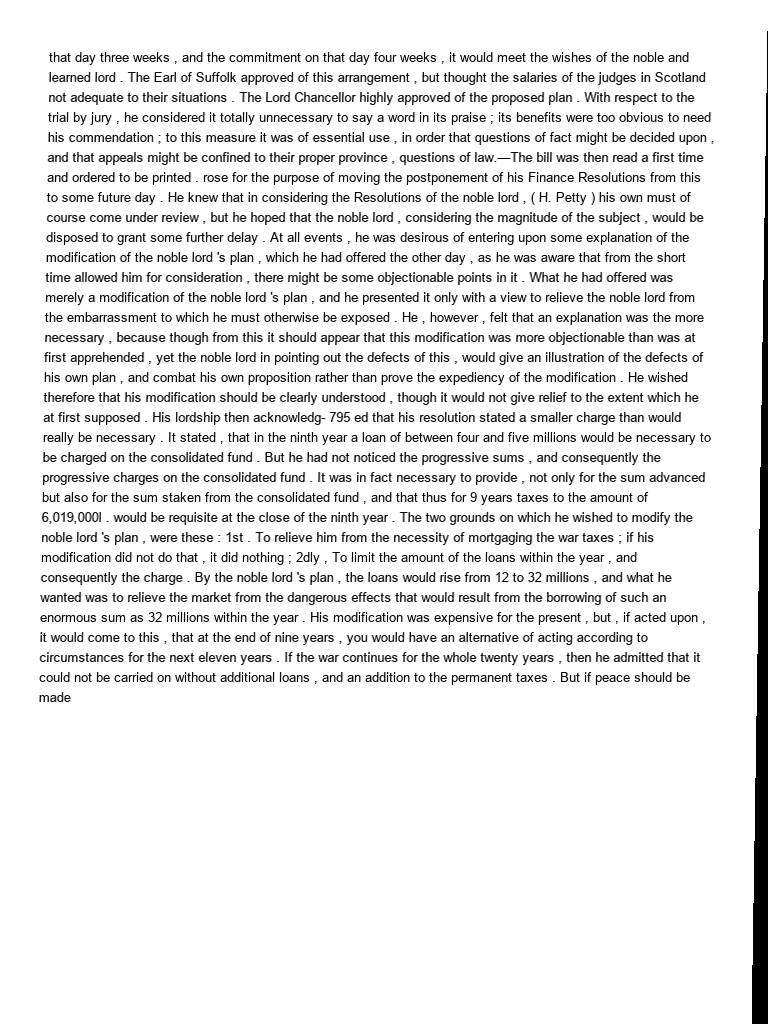 that day three weeks , and the commitment on that day four weeks , it would meet the wishes of the noble and
learned lord . The Earl of Suffolk approved of this arrangement , but thought the salaries of the judges in Scotland
not adequate to their situations . The Lord Chancellor highly approved of the proposed plan . With respect to the
trial by jury , he considered it totally unnecessary to say a word in its praise ; its benefits were too obvious to need
his commendation ; to this measure it was of essential use , in order that questions of fact might be decided upon ,
and that appeals might be confined to their proper province , questions of law.—The bill was then read a first time
and ordered to be printed . rose for the purpose of moving the postponement of his Finance Resolutions from this
to some future day . He knew that in considering the Resolutions of the noble lord , ( H. Petty ) his own must of
course come under review , but he hoped that the noble lord , considering the magnitude of the subject , would be
disposed to grant some further delay . At all events , he was desirous of entering upon some explanation of the
modification of the noble lord 's plan , which he had offered the other day , as he was aware that from the short
time allowed him for consideration , there might be some objectionable points in it . What he had offered was
merely a modification of the noble lord 's plan , and he presented it only with a view to relieve the noble lord from
the embarrassment to which he must otherwise be exposed . He , however , felt that an explanation was the more
necessary , because though from this it should appear that this modification was more objectionable than was at
first apprehended , yet the noble lord in pointing out the defects of this , would give an illustration of the defects of
his own plan , and combat his own proposition rather than prove the expediency of the modification . He wished
therefore that his modification should be clearly understood , though it would not give relief to the extent which he
at first supposed . His lordship then acknowledg- 795 ed that his resolution stated a smaller charge than would
really be necessary . It stated , that in the ninth year a loan of between four and five millions would be necessary to
be charged on the consolidated fund . But he had not noticed the progressive sums , and consequently the
progressive charges on the consolidated fund . It was in fact necessary to provide , not only for the sum advanced
but also for the sum staken from the consolidated fund , and that thus for 9 years taxes to the amount of
6,019,000l . would be requisite at the close of the ninth year . The two grounds on which he wished to modify the
noble lord 's plan , were these : 1st . To relieve him from the necessity of mortgaging the war taxes ; if his
modification did not do that , it did nothing ; 2dly , To limit the amount of the loans within the year , and
consequently the charge . By the noble lord 's plan , the loans would rise from 12 to 32 millions , and what he
wanted was to relieve the market from the dangerous effects that would result from the borrowing of such an
enormous sum as 32 millions within the year . His modification was expensive for the present , but , if acted upon ,
it would come to this , that at the end of nine years , you would have an alternative of acting according to
circumstances for the next eleven years . If the war continues for the whole twenty years , then he admitted that it
could not be carried on without additional loans , and an addition to the permanent taxes . But if peace should be
made